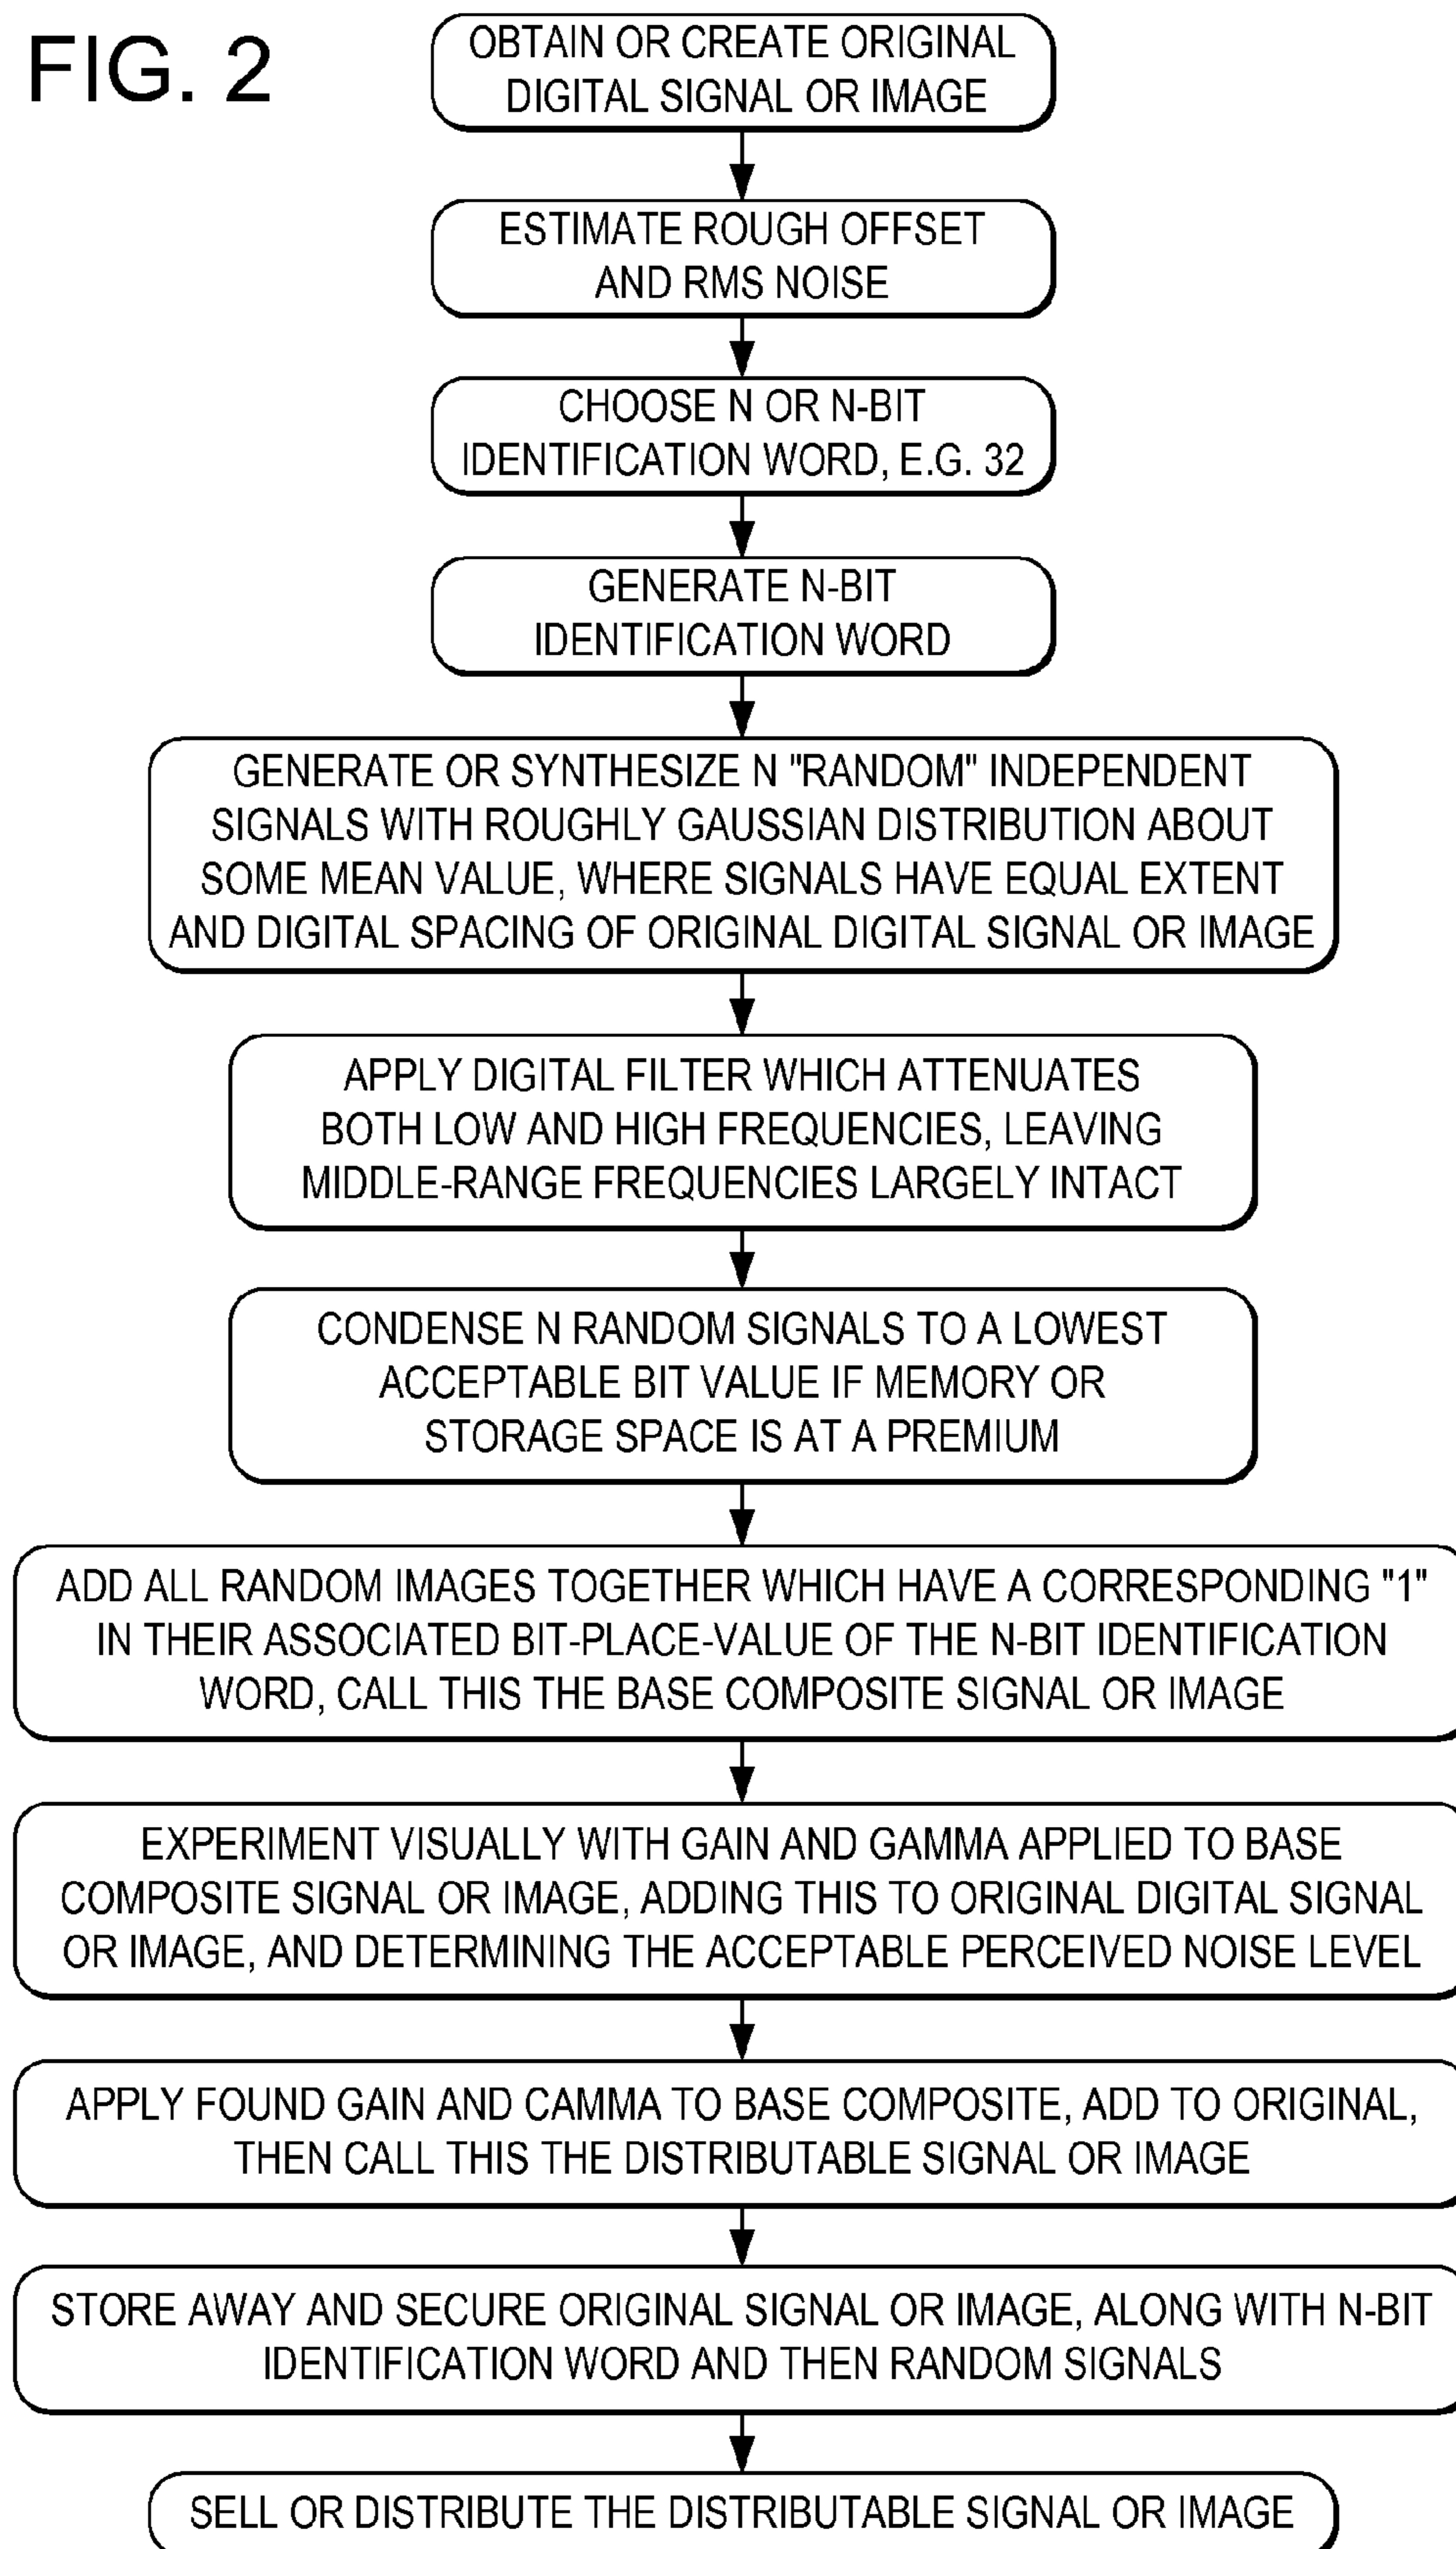 FIG. 2
OBTAIN OR CREATE ORIGINAL
DIGITAL SIGNAL OR IMAGE
ESTIMATE ROUGH OFFSET
AND RMS NOISE
CHOOSE N OR N-BIT
IDENTIFICATION WORD, E.G. 32
GENERATE N-BIT
IDENTIFICATION WORD
GENERATE OR SYNTHESIZE N "RANDOM" INDEPENDENT
SIGNALS WITH ROUGHLY GAUSSIAN DISTRIBUTION ABOUT
SOME MEAN VALUE, WHERE SIGNALS HAVE EQUAL EXTENT
AND DIGITAL SPACING OF ORIGINAL DIGITAL SIGNAL OR IMAGE
APPLY DIGITAL FILTER WHICH ATTENUATES
BOTH LOW AND HIGH FREQUENCIES, LEAVING
MIDDLE-RANGE FREQUENCIES LARGELY INTACT
CONDENSE N RANDOM SIGNALS TO A LOWEST
ACCEPTABLE BIT VALUE IF MEMORY OR
STORAGE SPACE IS AT A PREMIUM
ADD ALL RANDOM IMAGES TOGETHER WHICH HAVE A CORRESPONDING "1"
IN THEIR ASSOCIATED BIT-PLACE-VALUE OF THE N-BIT IDENTIFICATION
WORD, CALL THIS THE BASE COMPOSITE SIGNAL OR IMAGE
EXPERIMENT VISUALLY WITH GAIN AND GAMMA APPLIED TO BASE
COMPOSITE SIGNAL OR IMAGE, ADDING THIS TO ORIGINAL DIGITAL SIGNAL
OR IMAGE, AND DETERMINING THE ACCEPTABLE PERCEIVED NOISE LEVEL
APPLY FOUND GAIN AND CAMMA TO BASE COMPOSITE, ADD TO ORIGINAL,
THEN CALL THIS THE DISTRIBUTABLE SIGNAL OR IMAGE
STORE AWAY AND SECURE ORIGINAL SIGNAL OR IMAGE, ALONG WITH N-BIT
IDENTIFICATION WORD AND THEN RANDOM SIGNALS
SELL OR DISTRIBUTE THE DISTRIBUTABLE SIGNAL OR IMAGE